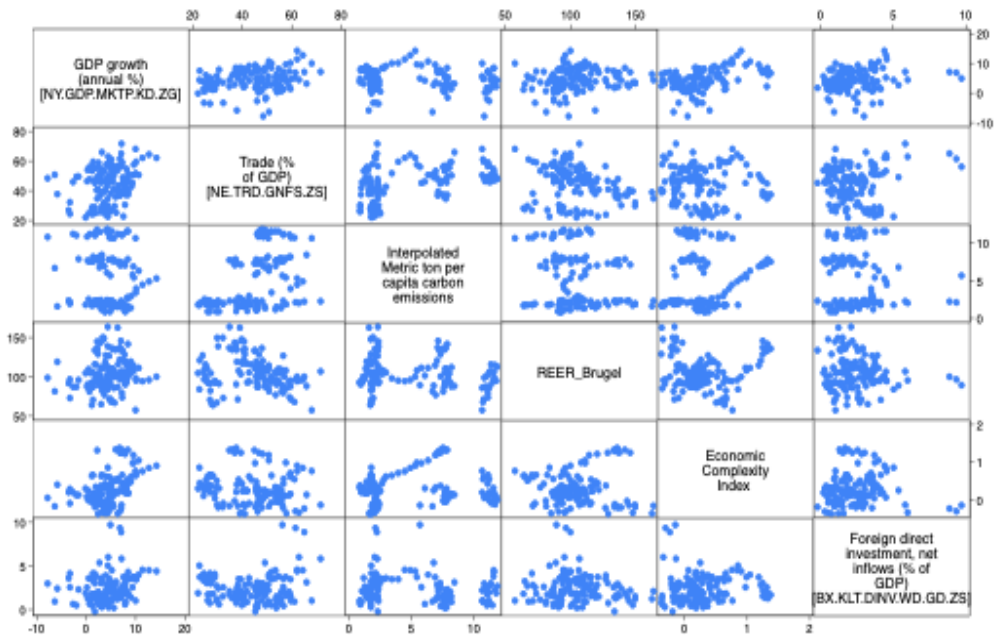 20 40 60 80 50 100 150 0 5 10
GDP growth
(annual %)
[NY.GDP.MKTP.KD.ZG]
20
10
0
-10
80
60
40
20
Trade (%
of GDP)
[NE.TRD.GNFS.ZS]
Interpolated
Metric ton per
capita carbon
emissions
10
5
0
150
100
50
REER_Brugel
Economic
Complexity
Index
2
1
0
10
5
0
Foreign direct
investment, net
inflows (% of
GDP)
[BX.KLT.DINV.WD.GD.ZS]
-10 0 10 20 0 5 10 0 1 2